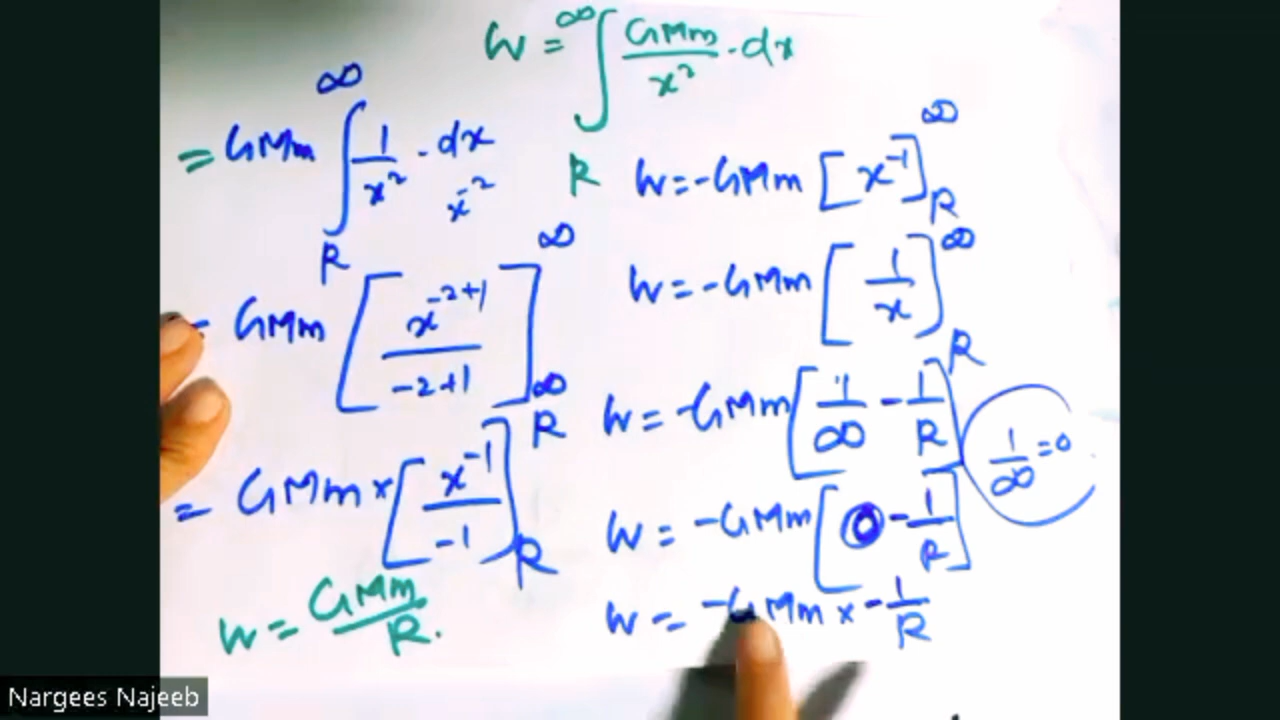 W = ∫_R^∞ GMm/x² · dx
= GMm ∫_R^∞ 1/x² · dx
x⁻²
= GMm [x⁻²⁺¹/-2+1]_R^∞
∞
= GMm × [x⁻¹/-1]_R
W = GMm/R.
W = -GMm [x⁻¹]_R^∞
W = -GMm [1/x]_R^∞
W = -GMm [1/∞ - 1/R]
1/∞ = 0
W = -GMm [0 - 1/R]
W = -GMm × -1/R
Nargees Najeeb